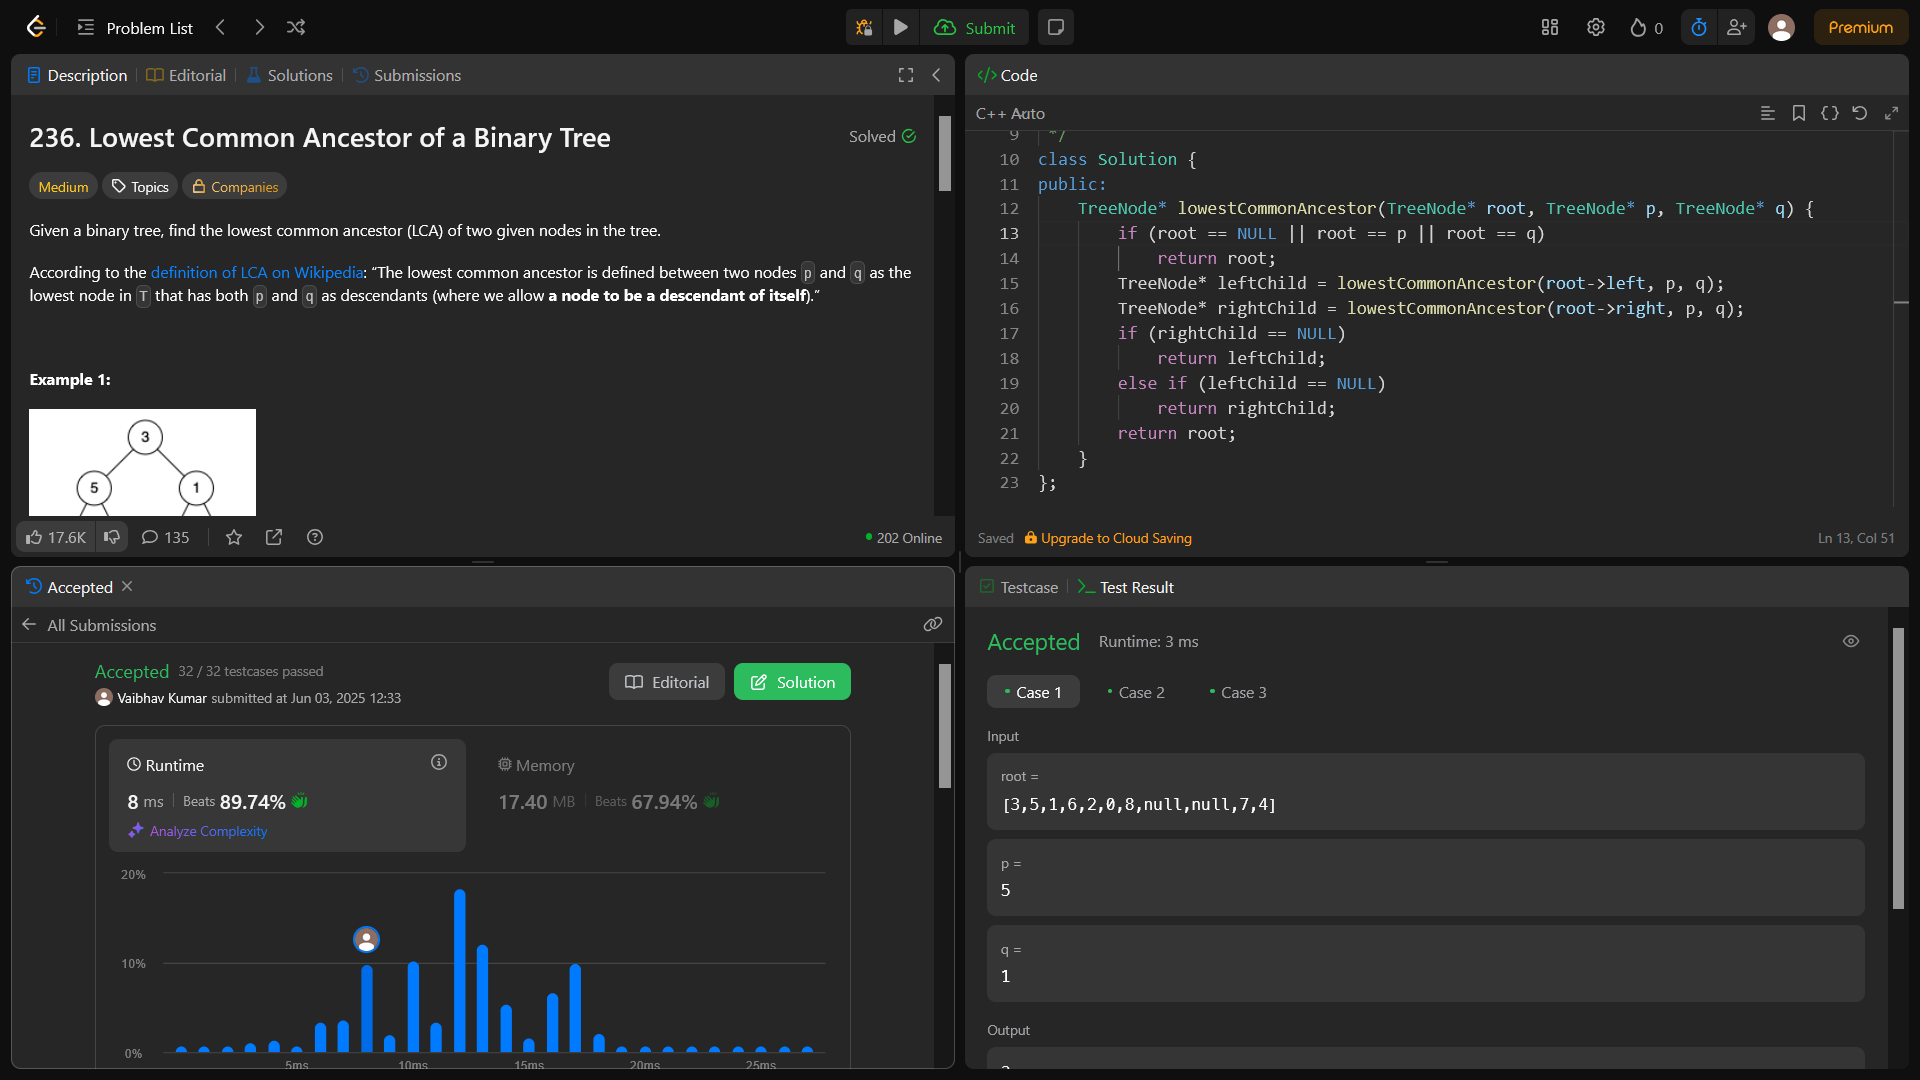 Problem List
Submit
0
Premium
Description
Editorial
Solutions
Submissions
236. Lowest Common Ancestor of a Binary Tree
Solved
Medium
Topics
Companies
Given a binary tree, find the lowest common ancestor (LCA) of two given nodes in the tree.
According to the definition of LCA on Wikipedia: “The lowest common ancestor is defined between two nodes p and q as the
lowest node in T that has both p and q as descendants (where we allow a node to be a descendant of itself).”
Example 1:
3
5
1
17.6K
135
202 Online
Code
C++ Auto
9 */
10 class Solution {
11 public:
12 TreeNode* lowestCommonAncestor(TreeNode* root, TreeNode* p, TreeNode* q) {
13 if (root == NULL || root == p || root == q)
14 return root;
15 TreeNode* leftChild = lowestCommonAncestor(root->left, p, q);
16 TreeNode* rightChild = lowestCommonAncestor(root->right, p, q);
17 if (rightChild == NULL)
18 return leftChild;
19 else if (leftChild == NULL)
20 return rightChild;
21 return root;
22 }
23 };
Saved
Upgrade to Cloud Saving
Ln 13, Col 51
Accepted
All Submissions
Accepted 32 / 32 testcases passed
Vaibhav Kumar submitted at Jun 03, 2025 12:33
Editorial
Solution
Runtime
8 ms Beats 89.74%
Analyze Complexity
Memory
17.40 MB Beats 67.94%
20%
10%
0%
5ms
10ms
15ms
20ms
25ms
Testcase
Test Result
Accepted Runtime: 3 ms
Case 1
Case 2
Case 3
Input
root =
[3,5,1,6,2,0,8,null,null,7,4]
p =
5
q =
1
Output